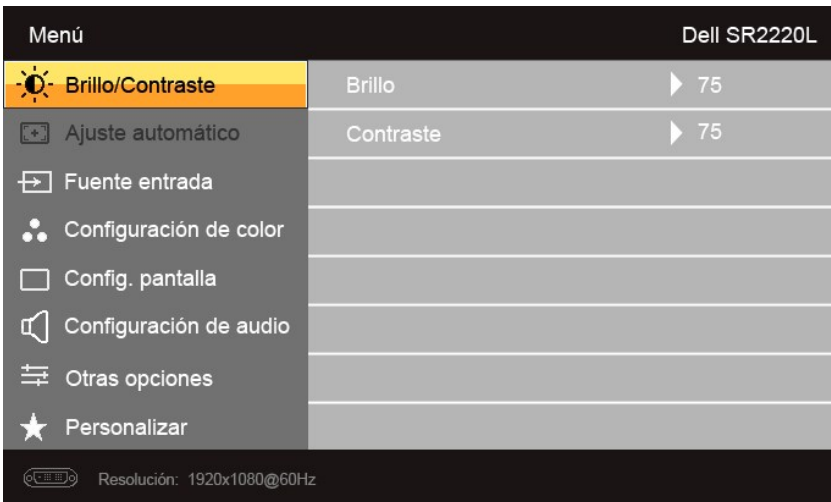 Menú Dell SR2220L
Brillo/Contraste Brillo 75
Ajuste automático Contraste 75
Fuente entrada
Configuración de color
Config. pantalla
Configuración de audio
Otras opciones
Personalizar
Resolución: 1920x1080@60Hz